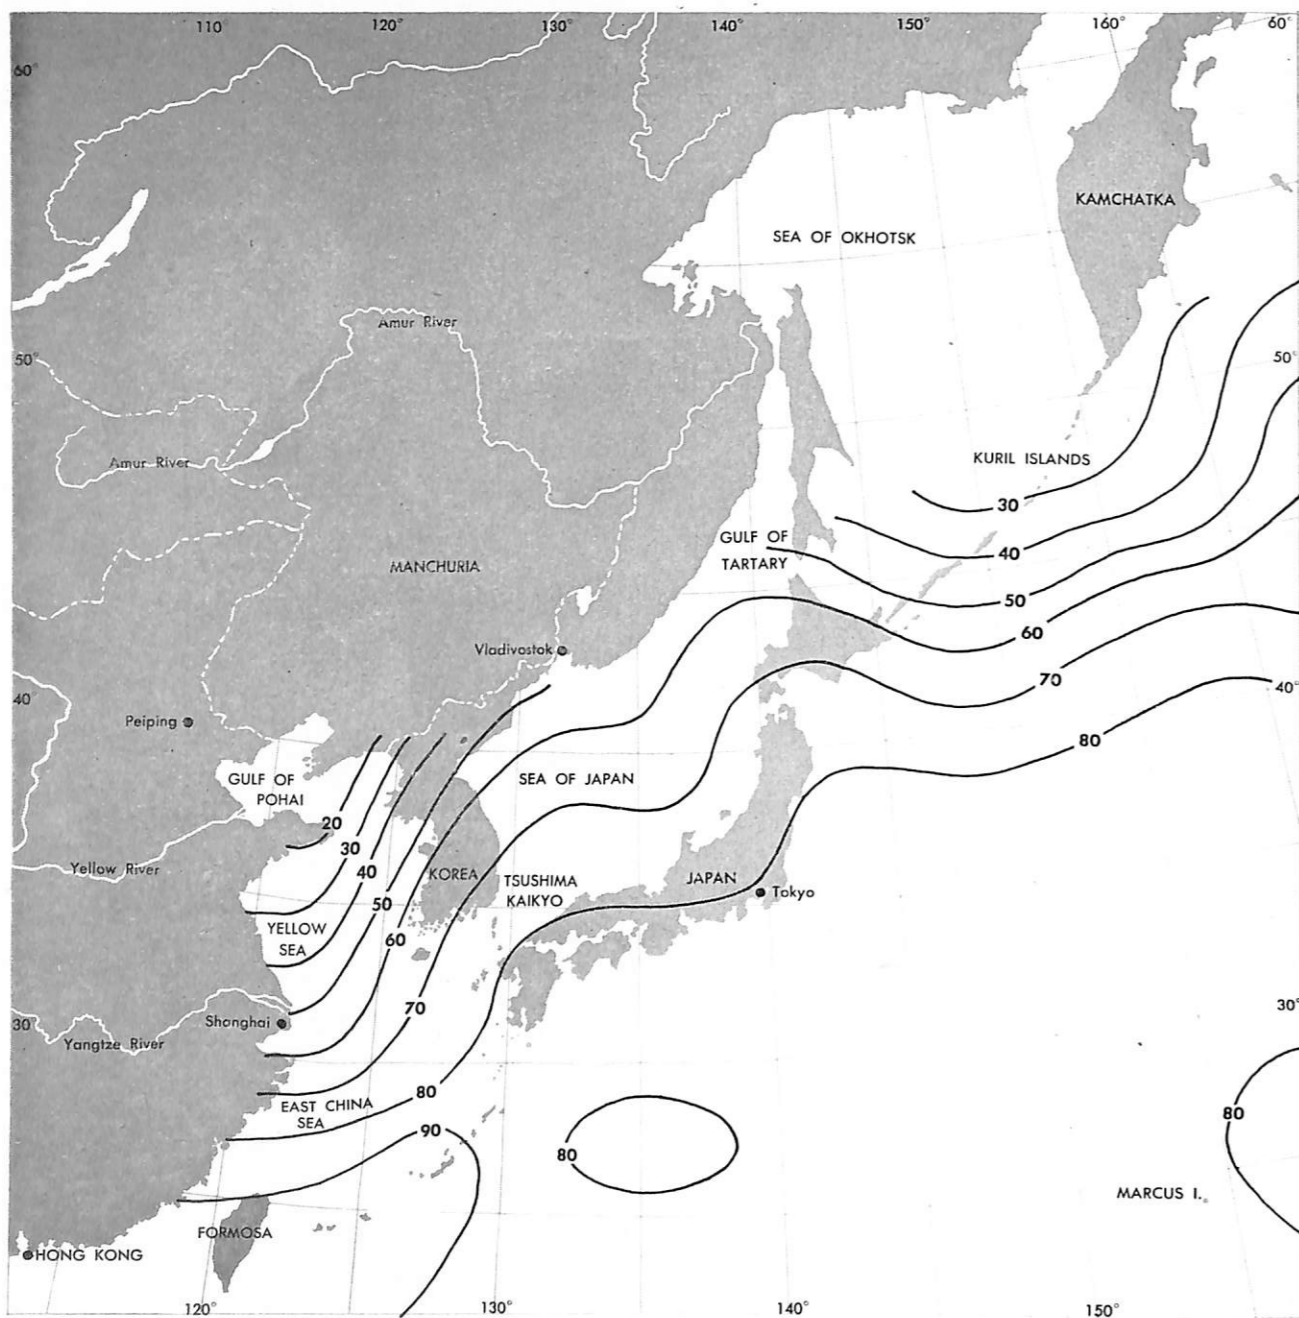 110° 120° 130° 140° 150° 160° 60°
60°
KAMCHATKA
SEA OF OKHOTSK
Amur River
50° 50°
Amur River
KURIL ISLANDS
30
GULF OF
TARTARY
40
MANCHURIA
50
60
Vladivostok
70
40° 40°
Peiping
80
GULF OF
POHAI
SEA OF JAPAN
20
30
Yellow River
40
KOREA
TSUSHIMA
KAIKYO
JAPAN
Tokyo
50
YELLOW
SEA
60
70
30° 30°
Shanghai
Yangtze River
80
EAST CHINA
SEA
90
80
80
MARCUS I.
FORMOSA
HONG KONG
120° 130° 140° 150°